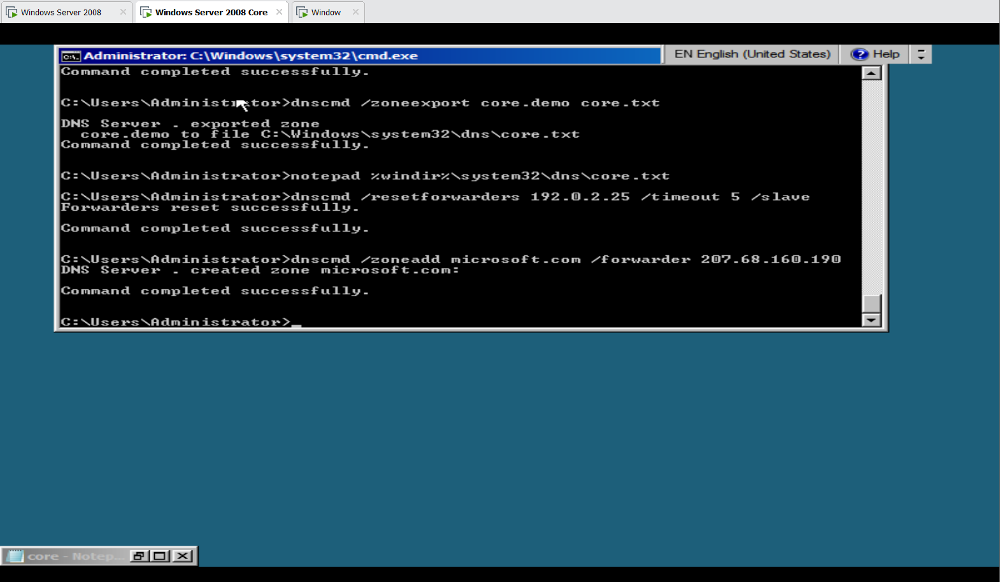 Windows Server 2008
Windows Server 2008 Core
Window
Administrator: C:\Windows\system32\cmd.exe
EN English (United States)
Help
Command completed successfully.
C:\Users\Administrator>dnscmd /zoneexport core.demo core.txt
DNS Server . exported zone
core.demo to file C:\Windows\system32\dns\core.txt
Command completed successfully.
C:\Users\Administrator>notepad %windir%\system32\dns\core.txt
C:\Users\Administrator>dnscmd /resetforwarders 192.0.2.25 /timeout 5 /slave
Forwarders reset successfully.
Command completed successfully.
C:\Users\Administrator>dnscmd /zoneadd microsoft.com /forwarder 207.68.160.190
DNS Server . created zone microsoft.com:
Command completed successfully.
C:\Users\Administrator>_
core - Notep...